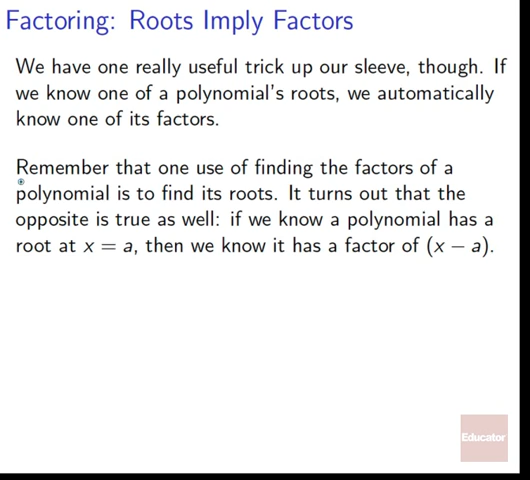 Factoring: Roots Imply Factors
We have one really useful trick up our sleeve, though. If
we know one of a polynomial's roots, we automatically
know one of its factors.
Remember that one use of finding the factors of a
polynomial is to find its roots. It turns out that the
opposite is true as well: if we know a polynomial has a
root at x = a, then we know it has a factor of (x − a).
Educator